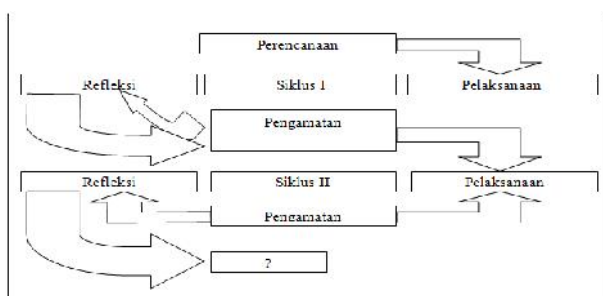 Perencanaan
Refleksi
Siklus I
Pelaksanaan
Pengamatan
Refleksi
Siklus II
Pelaksanaan
Pengamatan
?